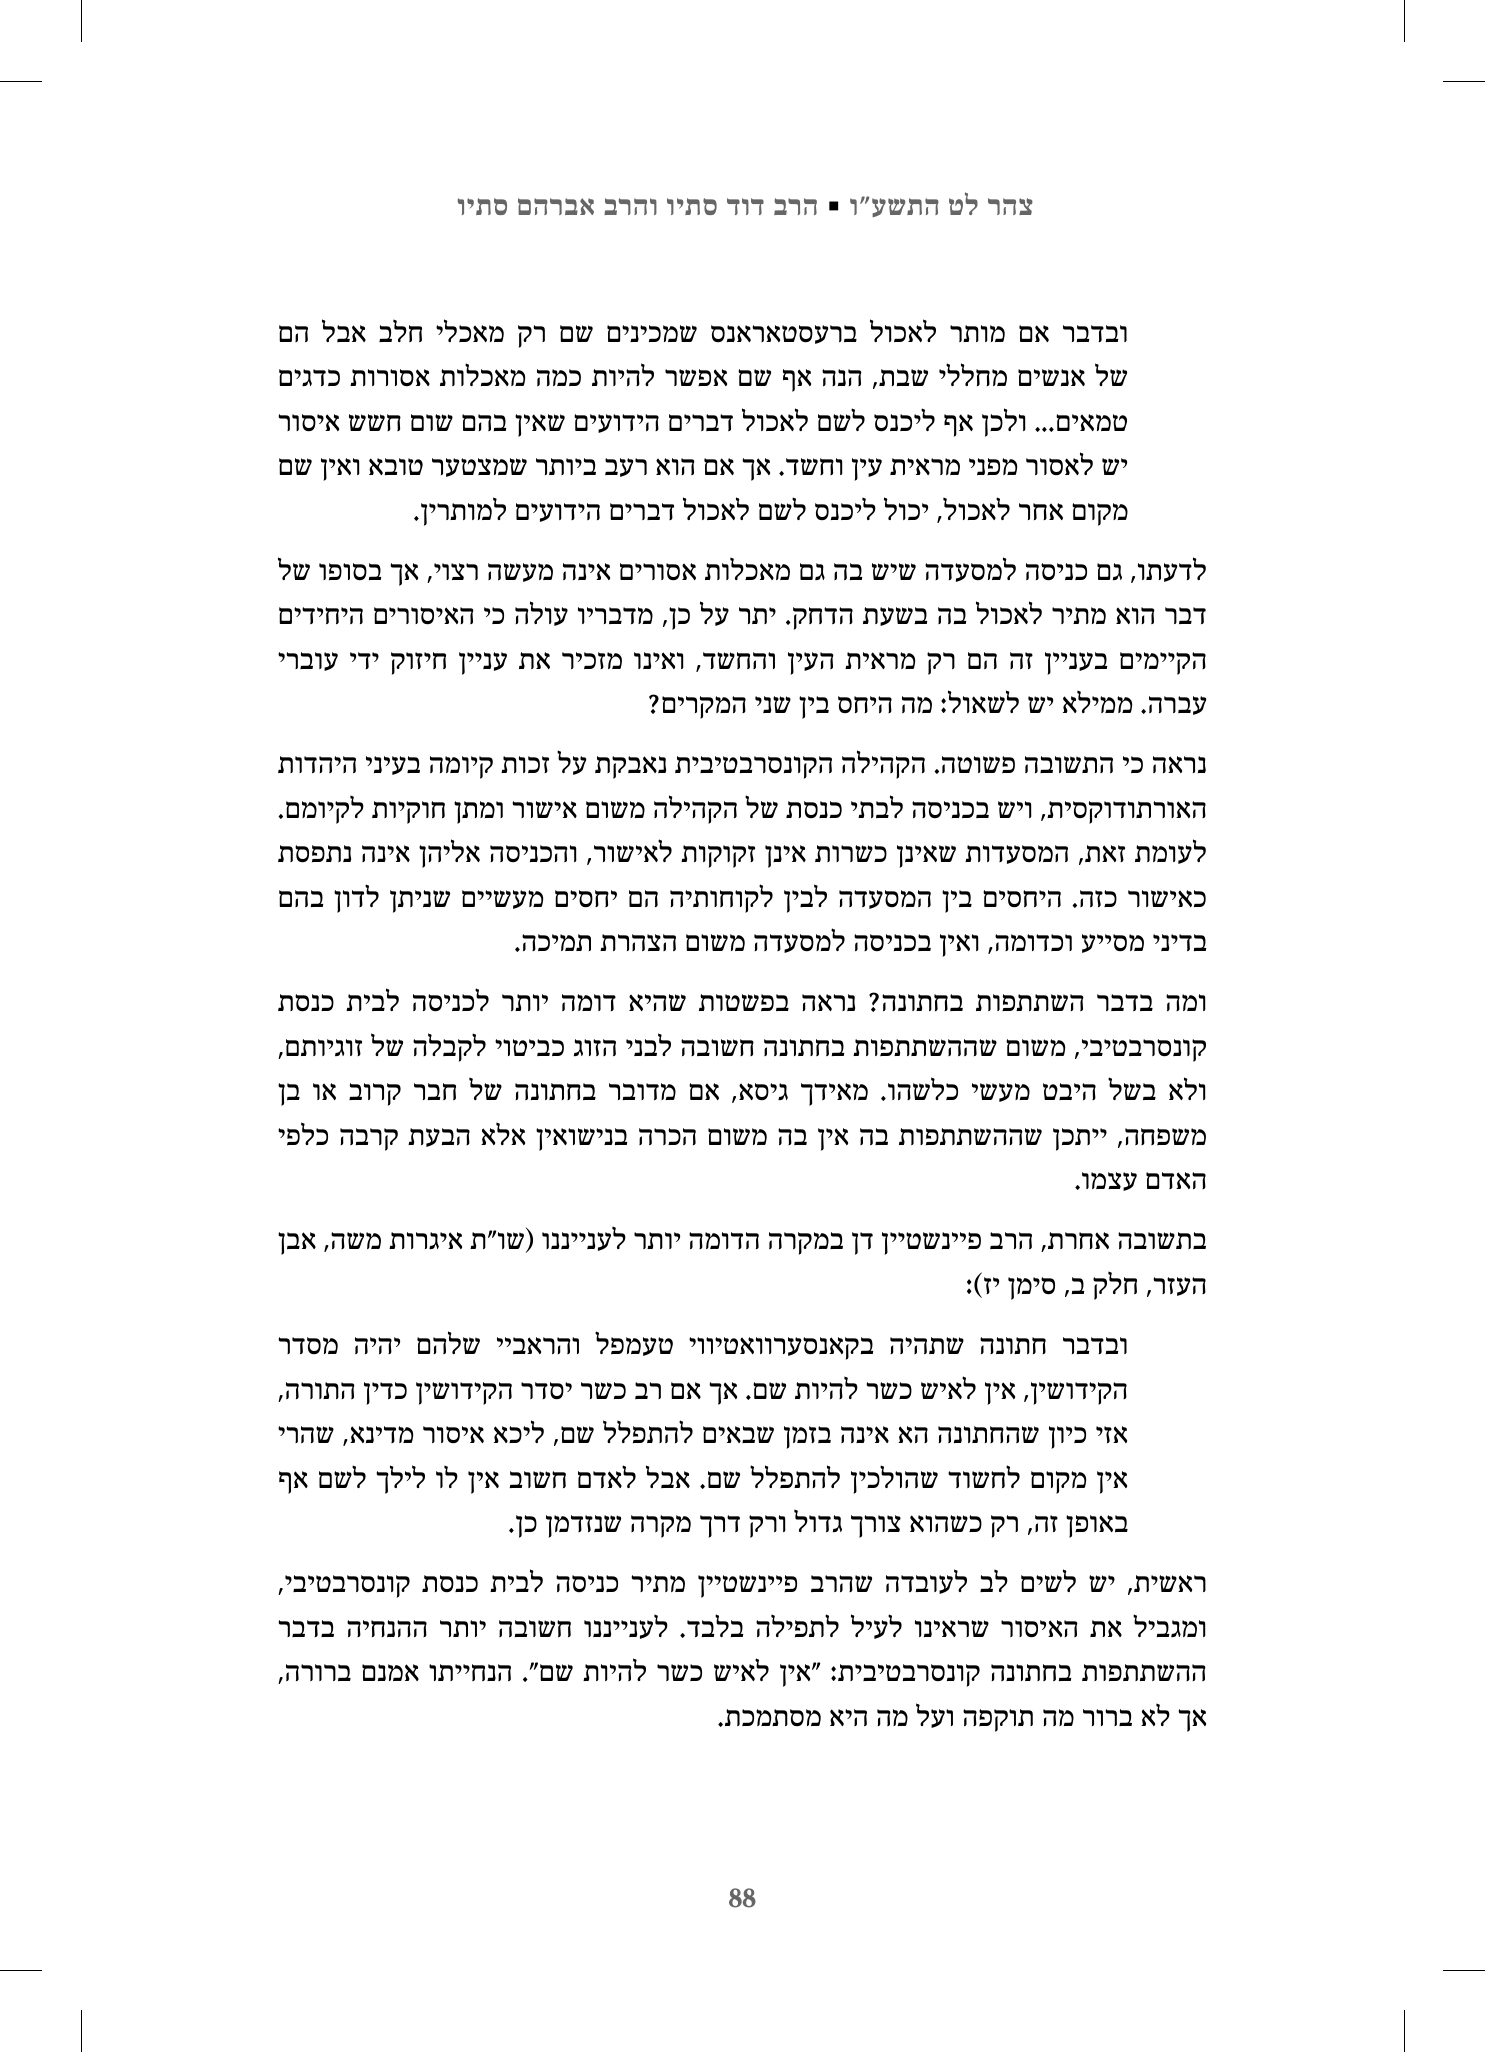 צהר לט התשע"ו ▪ הרב דוד סתיו והרב אברהם סתיו
ובדבר אם מותר לאכול ברעסטאראנס שמכינים שם רק מאכלי חלב אבל הם
של אנשים מחללי שבת, הנה אף שם אפשר להיות כמה מאכלות אסורות כדגים
טמאים... ולכן אף ליכנס לשם לאכול דברים הידועים שאין בהם שום חשש איסור
יש לאסור מפני מראית עין וחשד. אך אם הוא רעב ביותר שמצטער טובא ואין שם
מקום אחר לאכול, יכול ליכנס לשם לאכול דברים הידועים למותרין.
לדעתו, גם כניסה למסעדה שיש בה גם מאכלות אסורים אינה מעשה רצוי, אך בסופו של
דבר הוא מתיר לאכול בה בשעת הדחק. יתר על כן, מדבריו עולה כי האיסורים היחידים
הקיימים בעניין זה הם רק מראית העין והחשד, ואינו מזכיר את עניין חיזוק ידי עוברי
עברה. ממילא יש לשאול: מה היחס בין שני המקרים?
נראה כי התשובה פשוטה. הקהילה הקונסרבטיבית נאבקת על זכות קיומה בעיני היהדות
האורתודוקסית, ויש בכניסה לבתי כנסת של הקהילה משום אישור ומתן חוקיות לקיומם.
לעומת זאת, המסעדות שאינן כשרות אינן זקוקות לאישור, והכניסה אליהן אינה נתפסת
כאישור כזה. היחסים בין המסעדה לבין לקוחותיה הם יחסים מעשיים שניתן לדון בהם
בדיני מסייע וכדומה, ואין בכניסה למסעדה משום הצהרת תמיכה.
ומה בדבר השתתפות בחתונה? נראה בפשטות שהיא דומה יותר לכניסה לבית כנסת
קונסרבטיבי, משום שההשתתפות בחתונה חשובה לבני הזוג כביטוי לקבלה של זוגיותם,
ולא בשל היבט מעשי כלשהו. מאידך גיסא, אם מדובר בחתונה של חבר קרוב או בן
משפחה, ייתכן שההשתתפות בה אין בה משום הכרה בנישואין אלא הבעת קרבה כלפי
האדם עצמו.
בתשובה אחרת, הרב פיינשטיין דן במקרה הדומה יותר לענייננו (שו"ת איגרות משה, אבן
העזר, חלק ב, סימן יז):
ובדבר חתונה שתהיה בקאנסערוואטיווי טעמפל והראביי שלהם יהיה מסדר
הקידושין, אין לאיש כשר להיות שם. אך אם רב כשר יסדר הקידושין כדין התורה,
אזי כיון שהחתונה הא אינה בזמן שבאים להתפלל שם, ליכא איסור מדינא, שהרי
אין מקום לחשוד שהולכין להתפלל שם. אבל לאדם חשוב אין לו לילך לשם אף
באופן זה, רק כשהוא צורך גדול ורק דרך מקרה שנזדמן כן.
ראשית, יש לשים לב לעובדה שהרב פיינשטיין מתיר כניסה לבית כנסת קונסרבטיבי,
ומגביל את האיסור שראינו לעיל לתפילה בלבד. לענייננו חשובה יותר ההנחיה בדבר
ההשתתפות בחתונה קונסרבטיבית: "אין לאיש כשר להיות שם". הנחייתו אמנם ברורה,
אך לא ברור מה תוקפה ועל מה היא מסתמכת.
88